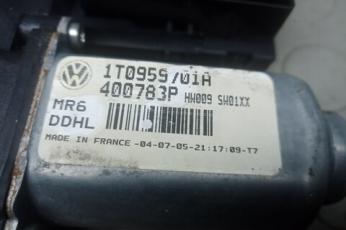 1T0959701A
400783P HW009 SW01XX
MR6
DDHL
MADE IN FRANCE -04-07-05-21:17:09-T7